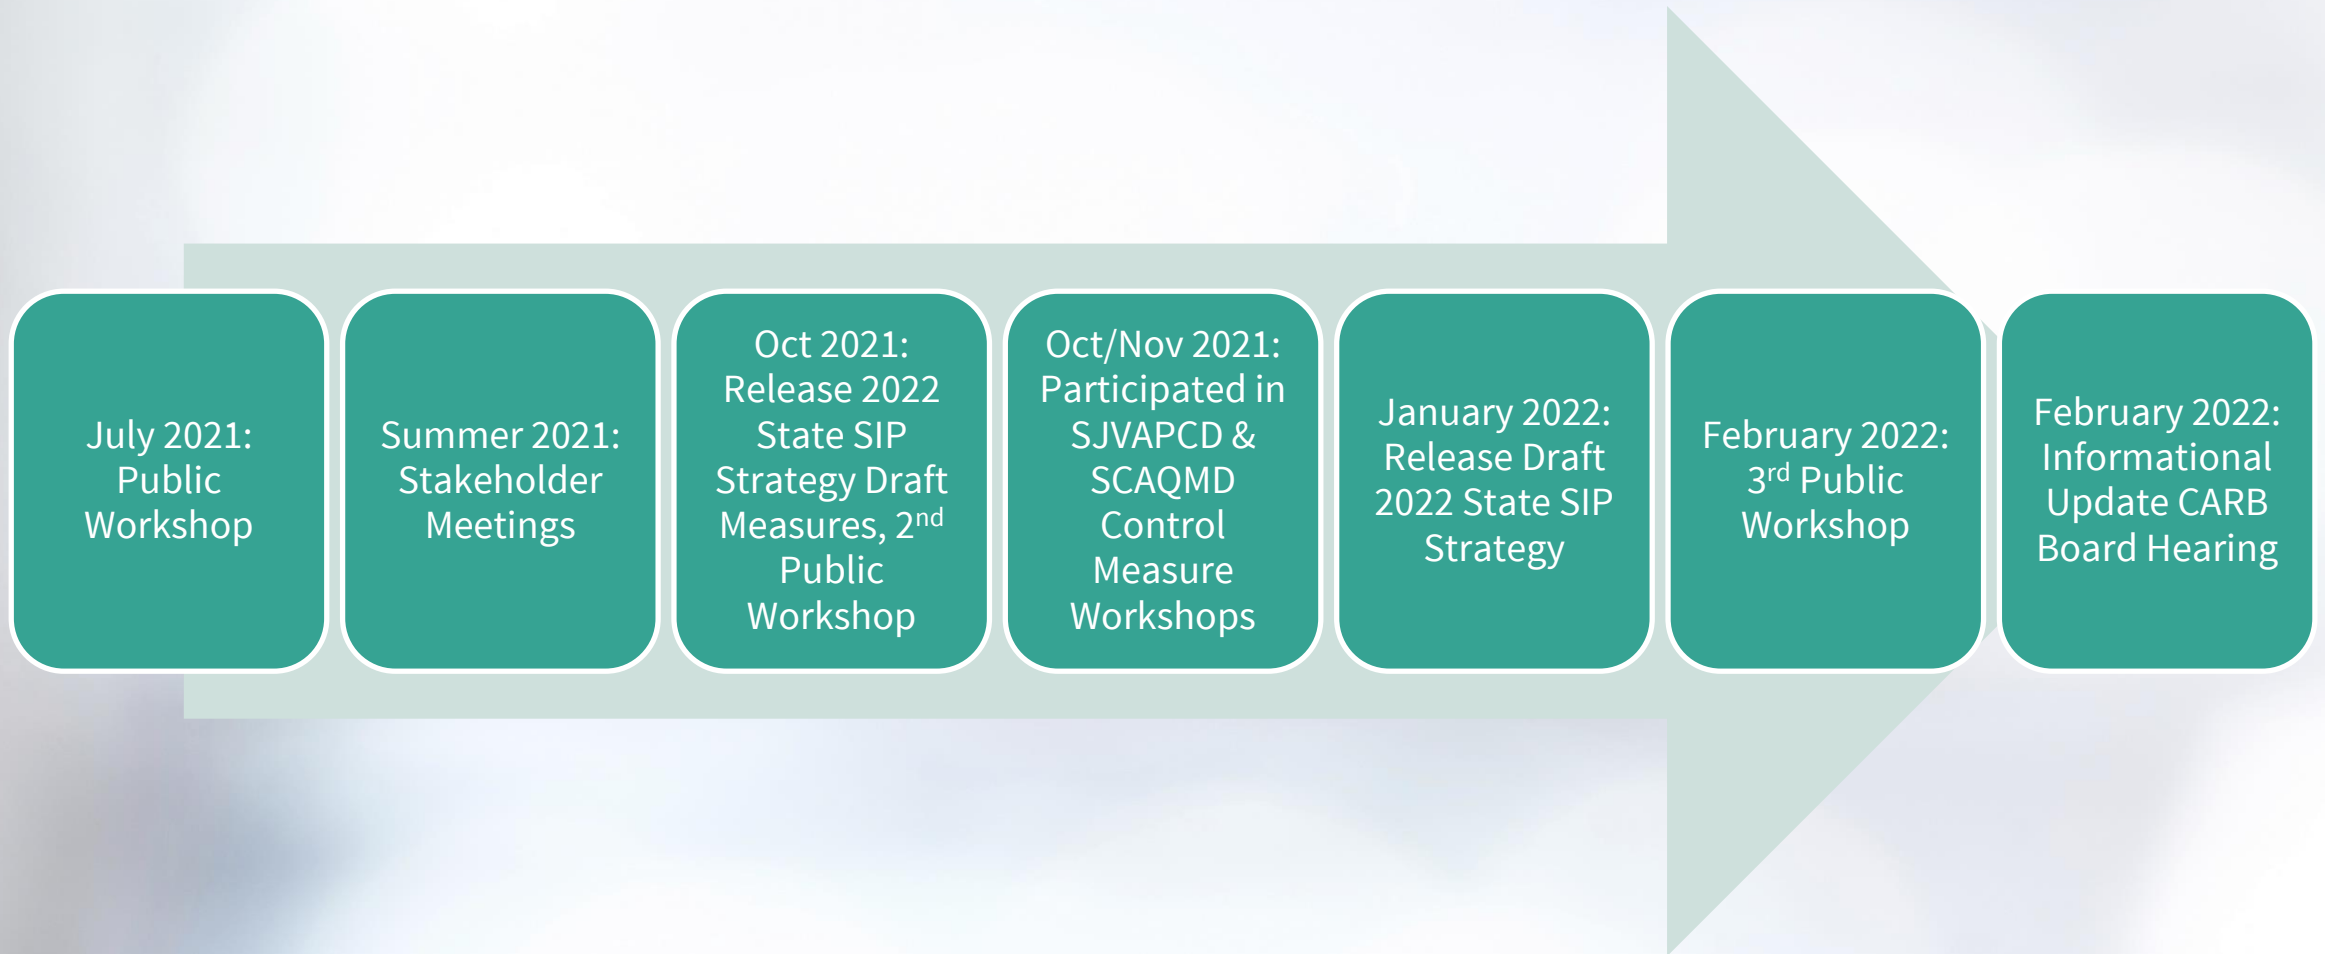 July 2021:
Public
Workshop
Summer 2021:
Stakeholder
Meetings
Oct 2021:
Release 2022
State SIP
Strategy Draft
Measures, 2nd
Public
Workshop
Oct/Nov 2021:
Participated in
SJVAPCD &
SCAQMD
Control
Measure
Workshops
January 2022:
Release Draft
2022 State SIP
Strategy
February 2022:
3rd Public
Workshop
February 2022:
Informational
Update CARB
Board Hearing